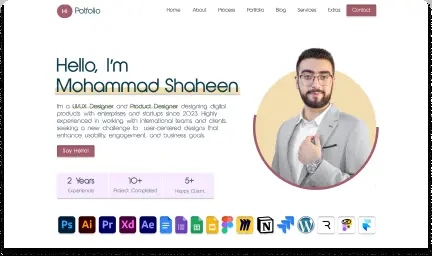 Hi Potfolio
Home About Process Portfolio Blog Services Extras Contact
Hello, I'm
Mohammad Shaheen
I'm a UI/UX Designer and Product Designer designing digital
products with enterprises and startups since 2023. Highly
experienced in working with international teams and clients,
seeking a new challenge to user-centered designs that
enhance usability, engagement, and business goals.
Say Hello!
2 Years 10+ 5+
Experience Project Completed Happy Client
Ps Ai Pr Xd Ae